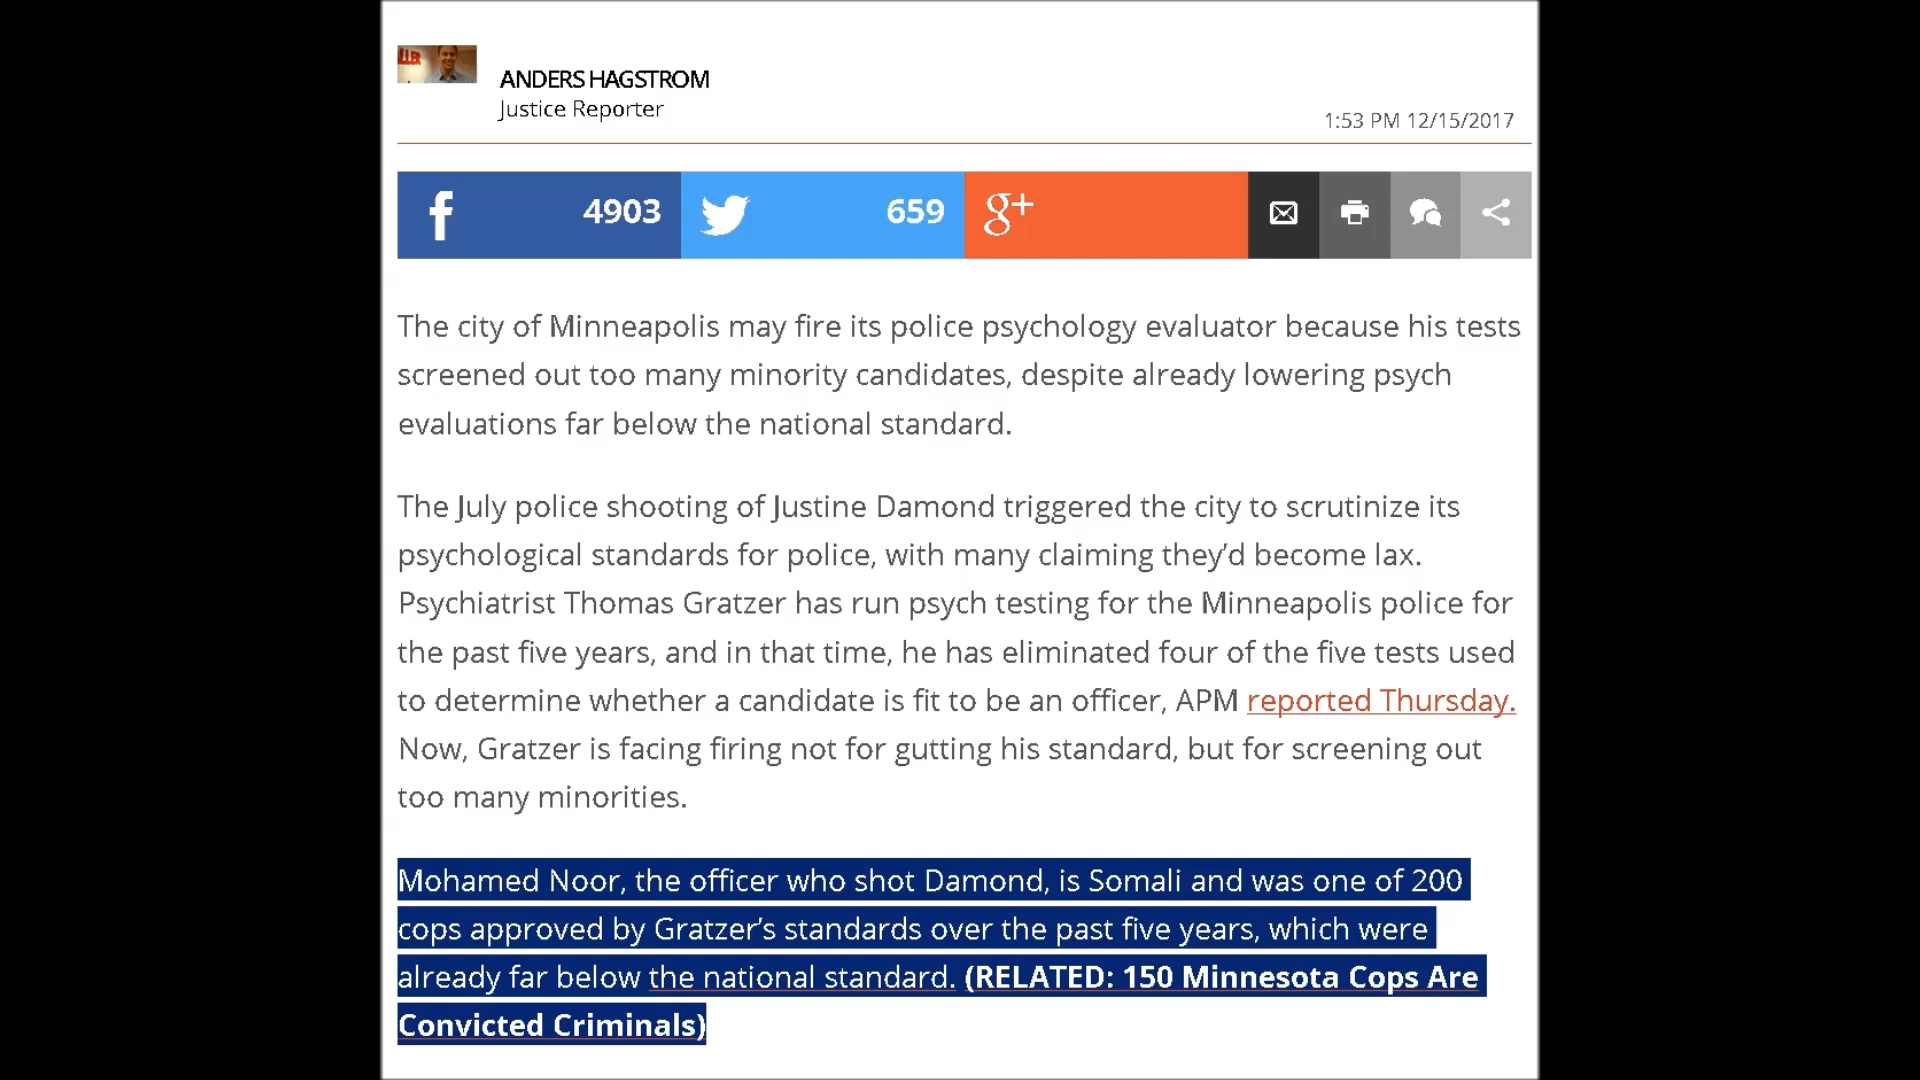 LLER
ANDERS HAGSTROM
Justice Reporter
1:53 PM 12/15/2017
f 4903 659 g+
The city of Minneapolis may fire its police psychology evaluator because his tests
screened out too many minority candidates, despite already lowering psych
evaluations far below the national standard.
The July police shooting of Justine Damond triggered the city to scrutinize its
psychological standards for police, with many claiming they’d become lax.
Psychiatrist Thomas Gratzer has run psych testing for the Minneapolis police for
the past five years, and in that time, he has eliminated four of the five tests used
to determine whether a candidate is fit to be an officer, APM reported Thursday.
Now, Gratzer is facing firing not for gutting his standard, but for screening out
too many minorities.
Mohamed Noor, the officer who shot Damond, is Somali and was one of 200
cops approved by Gratzer’s standards over the past five years, which were
already far below the national standard. (RELATED: 150 Minnesota Cops Are
Convicted Criminals)